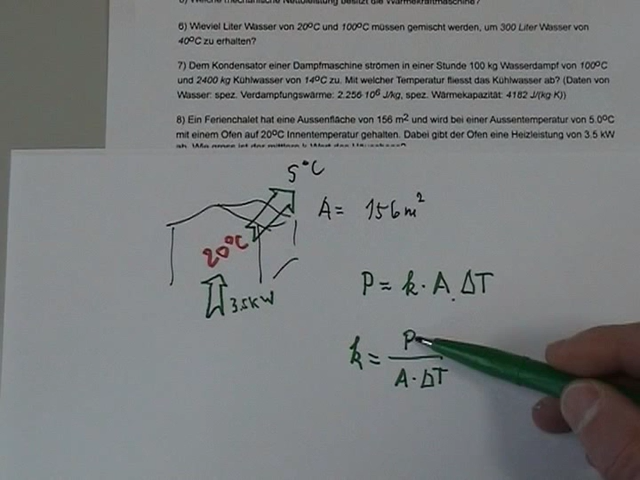 6) Wieviel Liter Wasser von 20°C und 100°C müssen gemischt werden, um 300 Liter Wasser von
40°C zu erhalten?
7) Dem Kondensator einer Dampfmaschine strömen in einer Stunde 100 kg Wasserdampf von 100°C
und 2400 kg Kühlwasser von 14°C zu. Mit welcher Temperatur fliesst das Kühlwasser ab? (Daten von
Wasser: spez. Verdampfungswärme: 2.256·10⁶ J/kg, spez. Wärmekapazität: 4182 J/(kg K))
8) Ein Ferienchalet hat eine Aussenfläche von 156 m² und wird bei einer Aussentemperatur von 5.0°C
mit einem Ofen auf 20°C Innentemperatur gehalten. Dabei gibt der Ofen eine Heizleistung von 3.5 kW
5°C
A = 156 m²
20°C
3.5kW
P = k · A · ΔT
k = P / A · ΔT